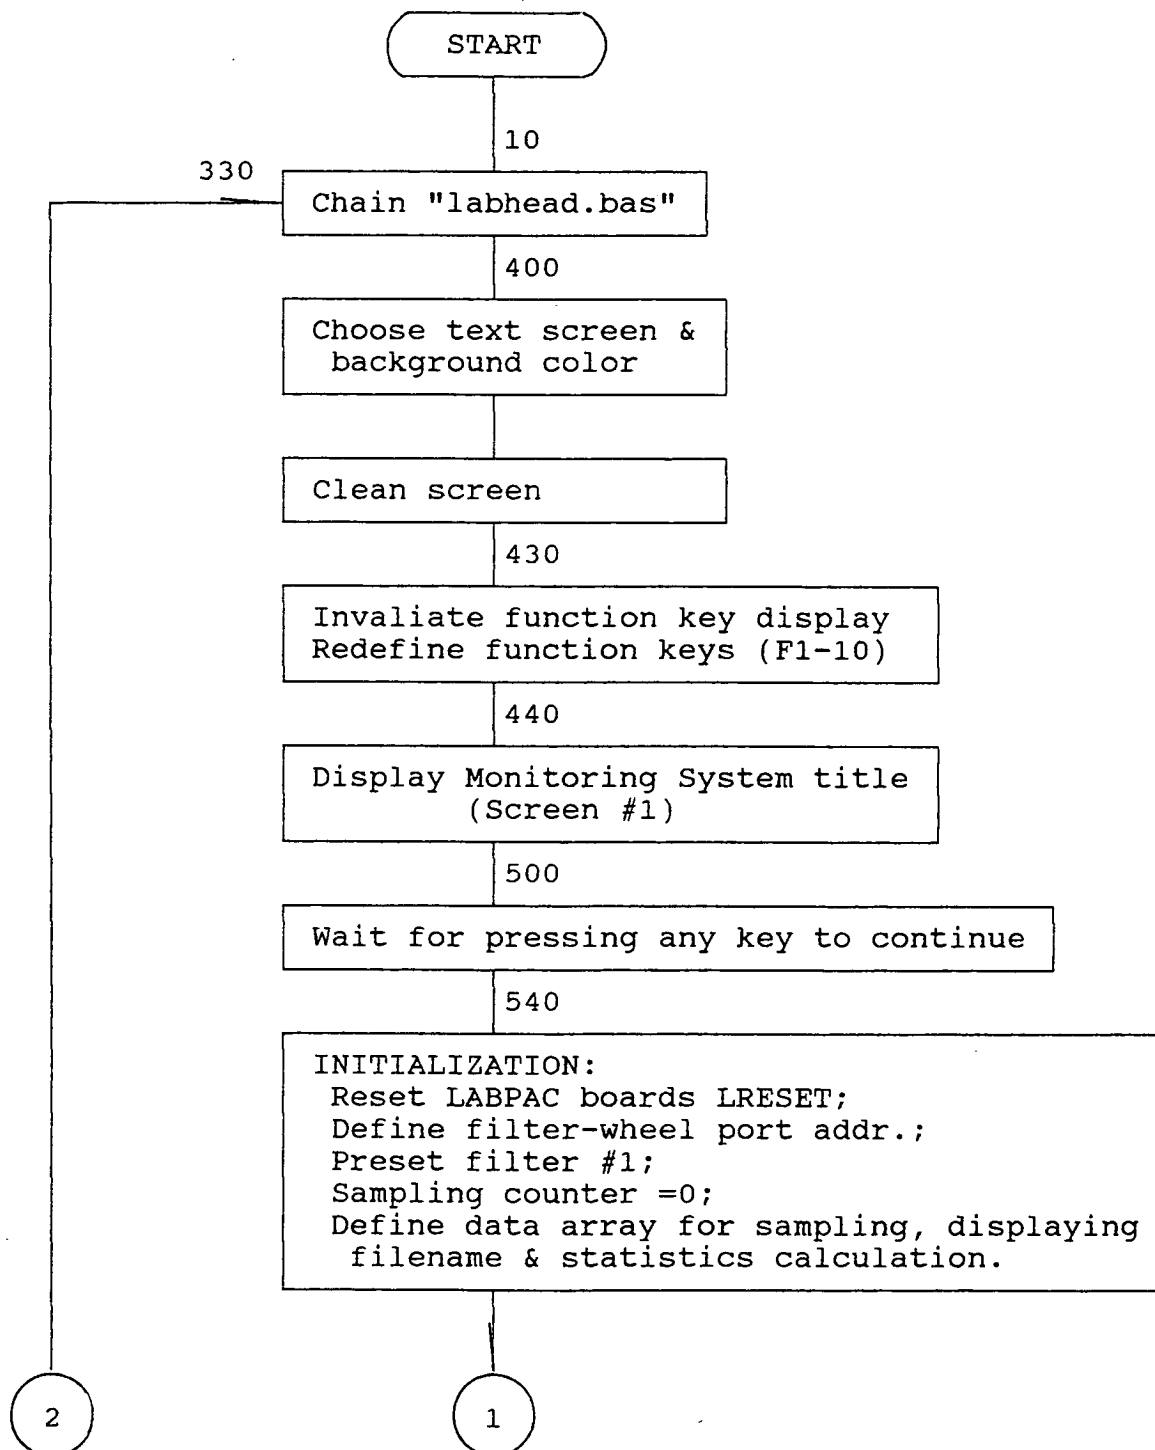 START
10
330
Chain "labhead.bas"
400
Choose text screen &
background color
Clean screen
430
Invaliate function key display
Redefine function keys (F1-10)
440
Display Monitoring System title
(Screen #1)
500
Wait for pressing any key to continue
540
INITIALIZATION:
Reset LABPAC boards LRESET;
Define filter-wheel port addr.;
Preset filter #1;
Sampling counter =0;
Define data array for sampling, displaying
filename & statistics calculation.
2
1